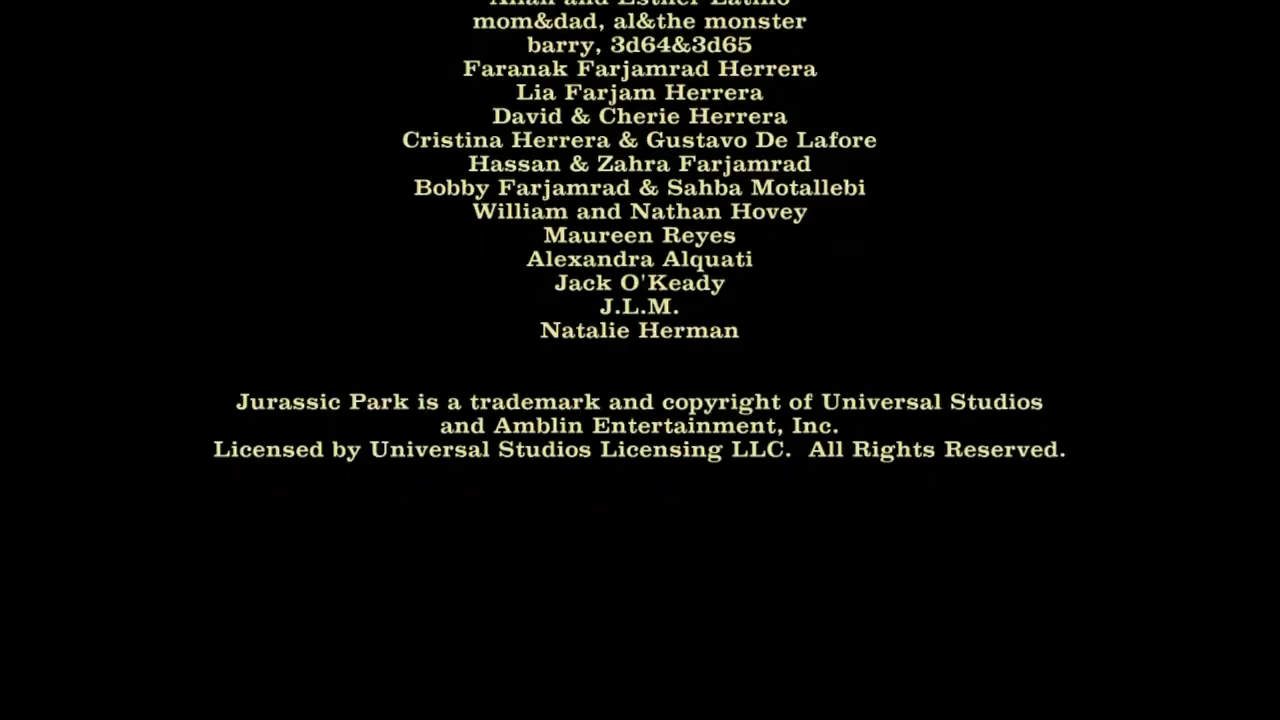 and Esther Latino
mom&dad, al&the monster
barry, 3d64&3d65
Faranak Farjamrad Herrera
Lia Farjam Herrera
David & Cherie Herrera
Cristina Herrera & Gustavo De Lafore
Hassan & Zahra Farjamrad
Bobby Farjamrad & Sahba Motallebi
William and Nathan Hovey
Maureen Reyes
Alexandra Alquati
Jack O'Keady
J.L.M.
Natalie Herman
Jurassic Park is a trademark and copyright of Universal Studios
and Amblin Entertainment, Inc.
Licensed by Universal Studios Licensing LLC.  All Rights Reserved.